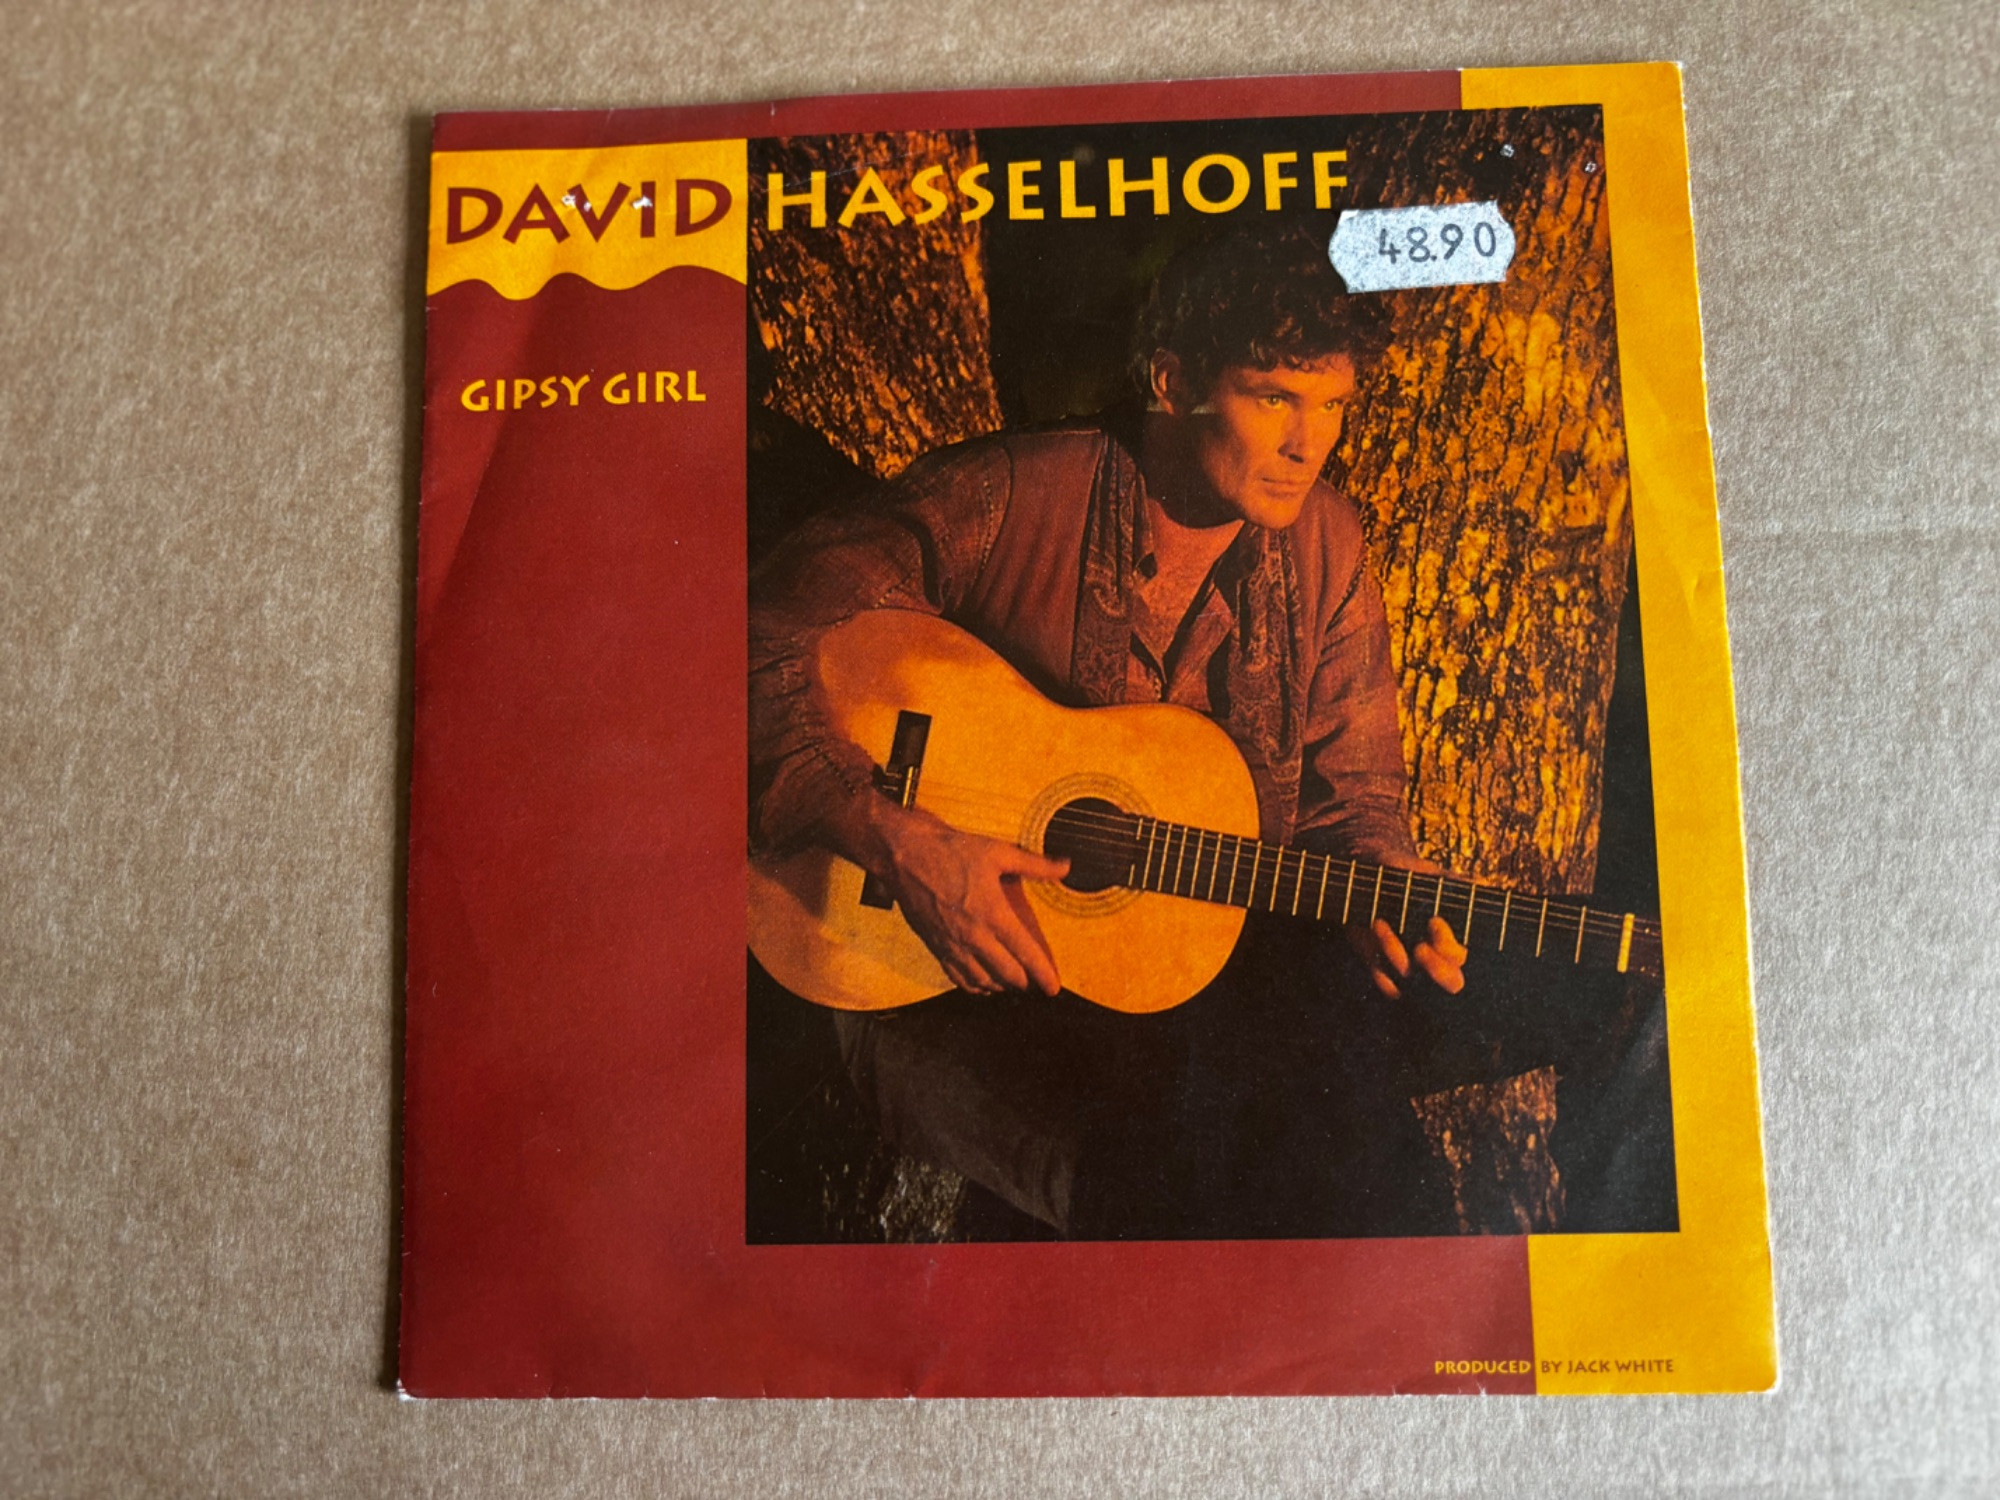 DAVID HASSELHOFF
48.90
GIPSY GIRL
PRODUCED BY JACK WHITE